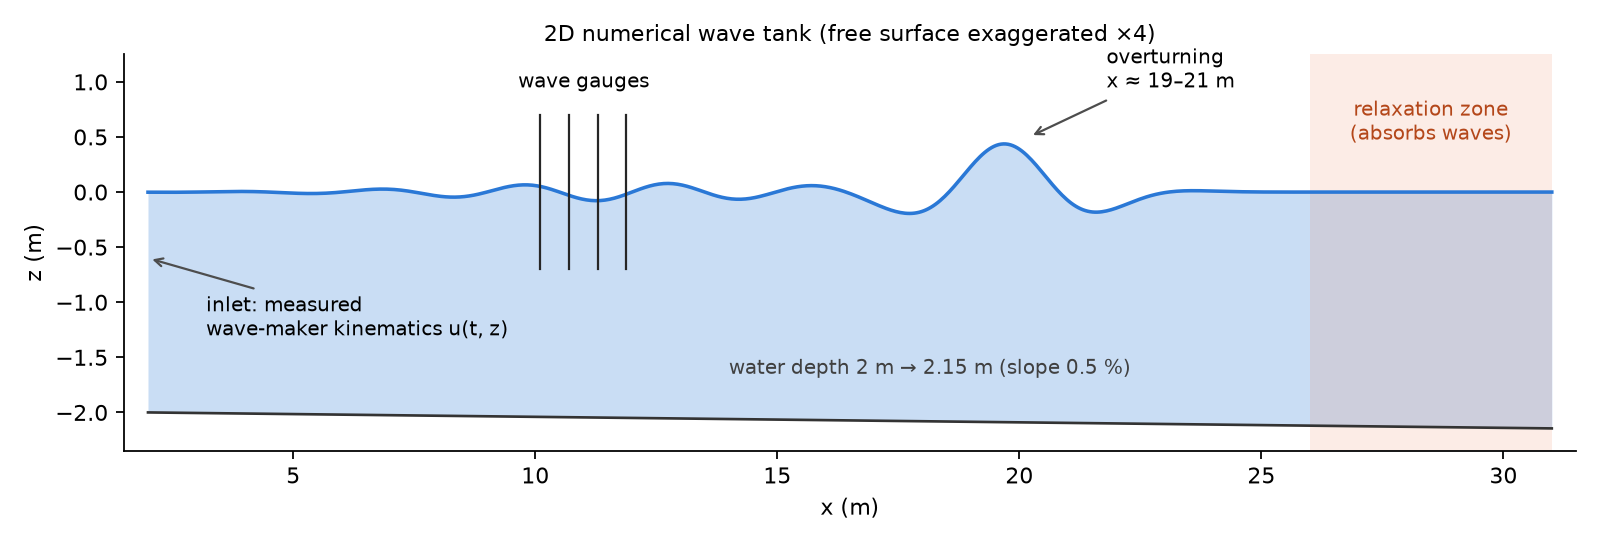 2D numerical wave tank (free surface exaggerated ×4)
overturning
x ≈ 19–21 m
wave gauges
relaxation zone
(absorbs waves)
inlet: measured
wave-maker kinematics u(t, z)
water depth 2 m → 2.15 m (slope 0.5 %)
z (m)
1.0
0.5
0.0
−0.5
−1.0
−1.5
−2.0
5 10 15 20 25 30
x (m)